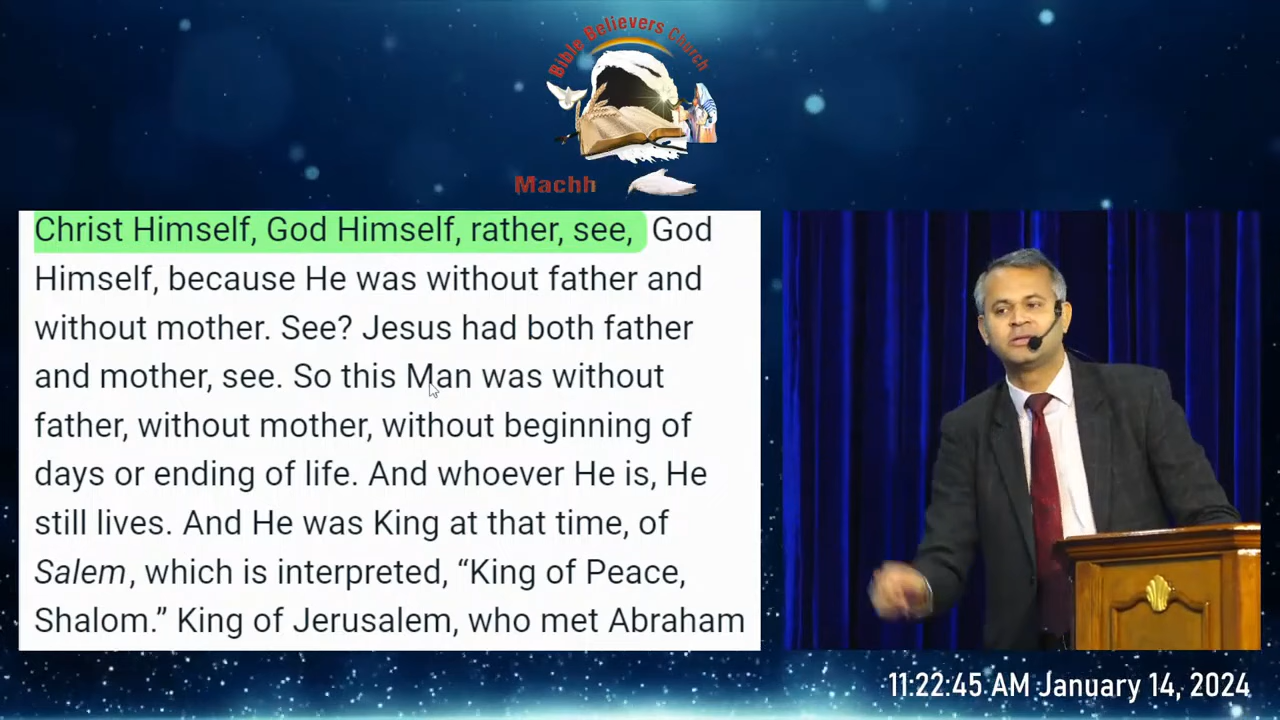 Bible Believers Church
Machh
Christ Himself, God Himself, rather, see, God
Himself, because He was without father and
without mother. See? Jesus had both father
and mother, see. So this Man was without
father, without mother, without beginning of
days or ending of life. And whoever He is, He
still lives. And He was King at that time, of
Salem, which is interpreted, “King of Peace,
Shalom.” King of Jerusalem, who met Abraham
11:22:45 AM January 14, 2024